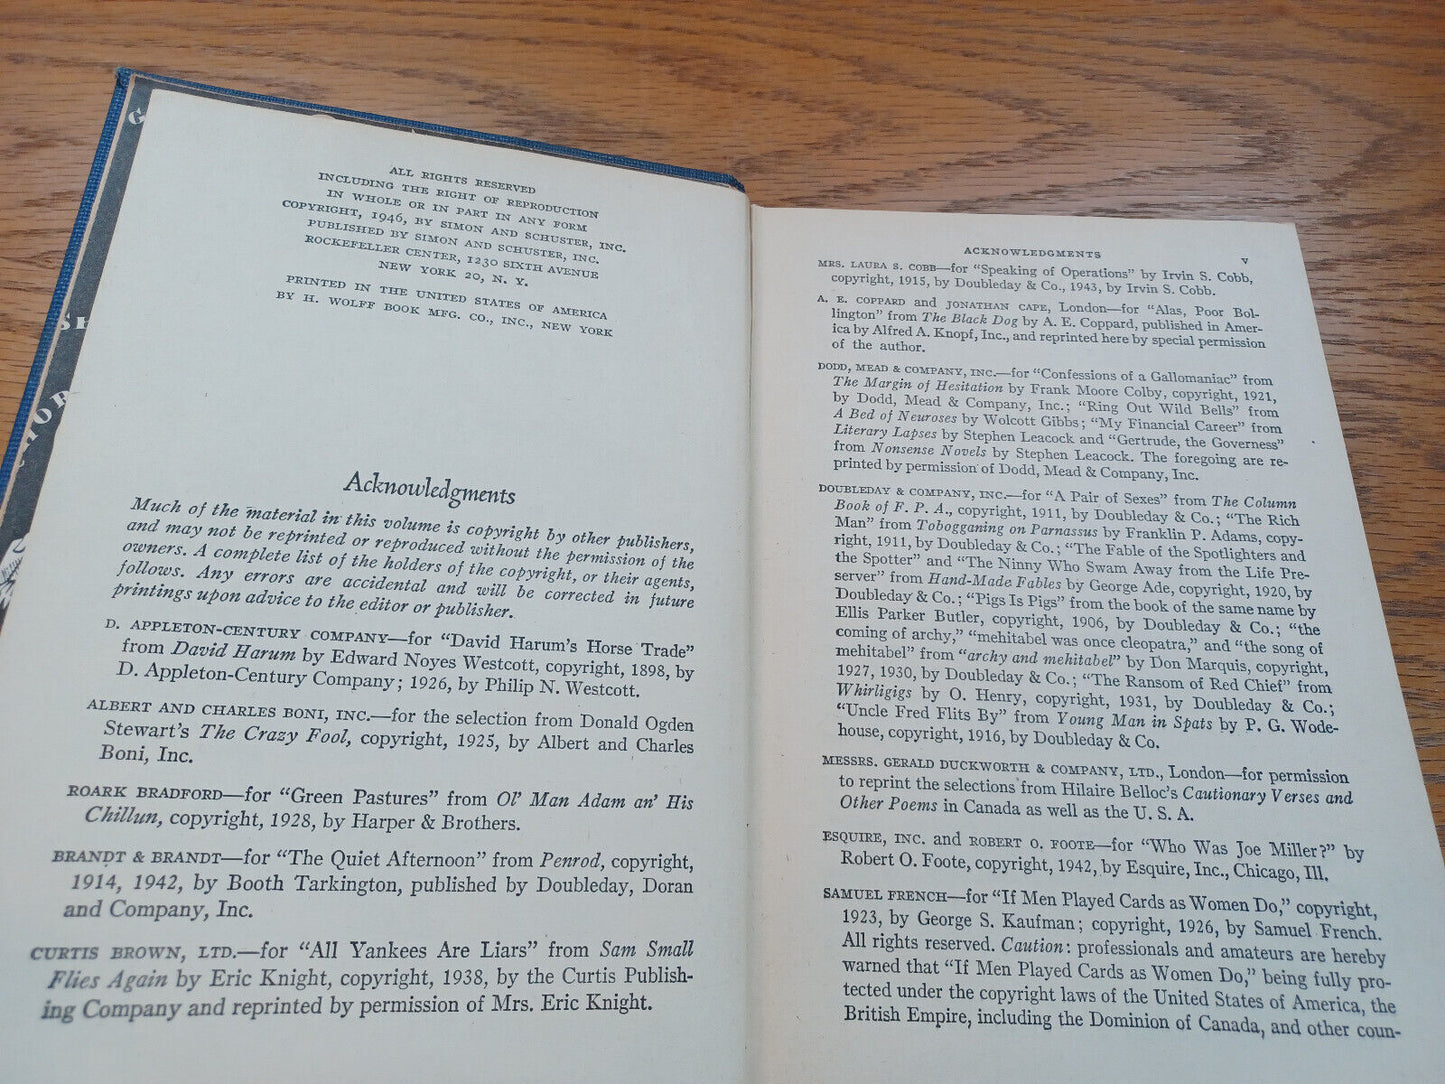 ALL RIGHTS RESERVED
INCLUDING THE RIGHT OF REPRODUCTION
IN WHOLE OR IN PART IN ANY FORM
COPYRIGHT, 1946, BY SIMON AND SCHUSTER, INC.
PUBLISHED BY SIMON AND SCHUSTER, INC.
ROCKEFELLER CENTER, 1230 SIXTH AVENUE
NEW YORK 20, N. Y.
PRINTED IN THE UNITED STATES OF AMERICA
BY H. WOLFF BOOK MFG. CO., INC., NEW YORK
Acknowledgments
Much of the material in this volume is copyright by other publishers,
and may not be reprinted or reproduced without the permission of the
owners. A complete list of the holders of the copyright, or their agents,
follows. Any errors are accidental and will be corrected in future
printings upon advice to the editor or publisher.
D. APPLETON-CENTURY COMPANY—for "David Harum's Horse Trade"
from David Harum by Edward Noyes Westcott, copyright, 1898, by
D. Appleton-Century Company; 1926, by Philip N. Westcott.
ALBERT AND CHARLES BONI, INC.—for the selection from Donald Ogden
Stewart's The Crazy Fool, copyright, 1925, by Albert and Charles
Boni, Inc.
ROARK BRADFORD—for "Green Pastures" from Ol' Man Adam an' His
Chillun, copyright, 1928, by Harper & Brothers.
BRANDT & BRANDT—for "The Quiet Afternoon" from Penrod, copyright,
1914, 1942, by Booth Tarkington, published by Doubleday, Doran
and Company, Inc.
CURTIS BROWN, LTD.—for "All Yankees Are Liars" from Sam Small
Flies Again by Eric Knight, copyright, 1938, by the Curtis Publish-
ing Company and reprinted by permission of Mrs. Eric Knight.
ACKNOWLEDGMENTS v
MRS. LAURA S. COBB—for "Speaking of Operations" by Irvin S. Cobb,
copyright, 1915, by Doubleday & Co., 1943, by Irvin S. Cobb.
A. E. COPPARD and JONATHAN CAPE, London—for "Alas, Poor Bol-
lington" from The Black Dog by A. E. Coppard, published in Amer-
ica by Alfred A. Knopf, Inc., and reprinted here by special permission
of the author.
DODD, MEAD & COMPANY, INC.—for "Confessions of a Gallomaniac" from
The Margin of Hesitation by Frank Moore Colby, copyright, 1921,
by Dodd, Mead & Company, Inc.; "Ring Out Wild Bells" from
A Bed of Neuroses by Wolcott Gibbs; "My Financial Career" from
Literary Lapses by Stephen Leacock and "Gertrude, the Governess"
from Nonsense Novels by Stephen Leacock. The foregoing are re-
printed by permission of Dodd, Mead & Company, Inc.
DOUBLEDAY & COMPANY, INC.—for "A Pair of Sexes" from The Column
Book of F. P. A., copyright, 1911, by Doubleday & Co.; "The Rich
Man" from Tobogganing on Parnassus by Franklin P. Adams, copy-
right, 1911, by Doubleday & Co.; "The Fable of the Spotlighters and
the Spotter" and "The Ninny Who Swam Away from the Life Pre-
server" from Hand-Made Fables by George Ade, copyright, 1920, by
Doubleday & Co.; "Pigs Is Pigs" from the book of the same name by
Ellis Parker Butler, copyright, 1906, by Doubleday & Co.; "the
coming of archy," "mehitabel was once cleopatra," and "the song of
mehitabel" from "archy and mehitabel" by Don Marquis, copyright,
1927, 1930, by Doubleday & Co.; "The Ransom of Red Chief" from
Whirligigs by O. Henry, copyright, 1931, by Doubleday & Co.;
"Uncle Fred Flits By" from Young Man in Spats by P. G. Wode-
house, copyright, 1916, by Doubleday & Co.
MESSRS. GERALD DUCKWORTH & COMPANY, LTD., London—for permission
to reprint the selections from Hilaire Belloc's Cautionary Verses and
Other Poems in Canada as well as the U. S. A.
ESQUIRE, INC. and ROBERT O. FOOTE—for "Who Was Joe Miller?" by
Robert O. Foote, copyright, 1942, by Esquire, Inc., Chicago, Ill.
SAMUEL FRENCH—for "If Men Played Cards as Women Do," copyright,
1923, by George S. Kaufman; copyright, 1926, by Samuel French.
All rights reserved. Caution: professionals and amateurs are hereby
warned that "If Men Played Cards as Women Do," being fully pro-
tected under the copyright laws of the United States of America, the
British Empire, including the Dominion of Canada, and other coun-